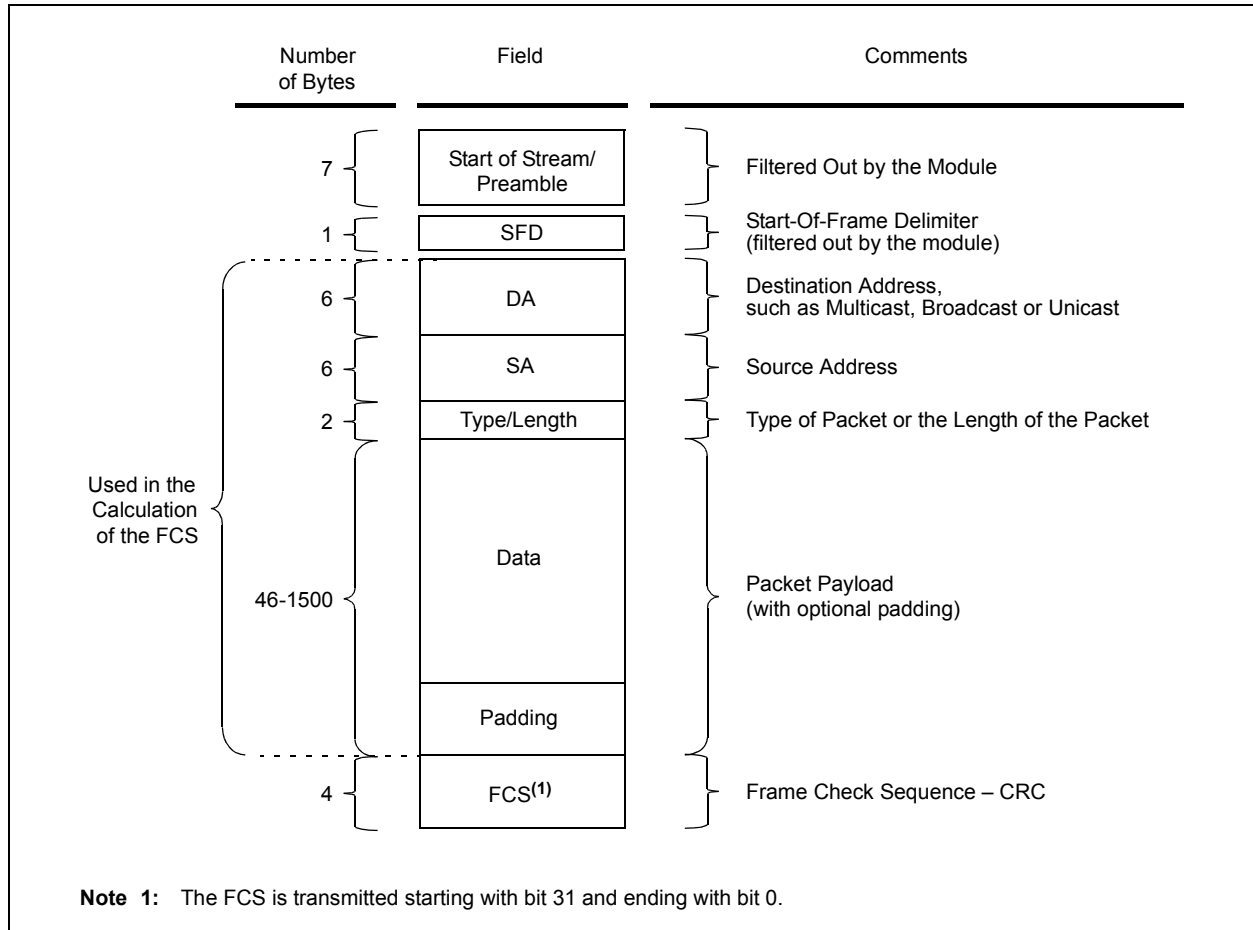 Number
of Bytes
Field
Comments
7
Start of Stream/
Preamble
Filtered Out by the Module
1
SFD
Start-Of-Frame Delimiter
(filtered out by the module)
6
DA
Destination Address,
such as Multicast, Broadcast or Unicast
6
SA
Source Address
2
Type/Length
Type of Packet or the Length of the Packet
Used in the
Calculation
of the FCS
46-1500
Data
Packet Payload
(with optional padding)
Padding
4
FCS(1)
Frame Check Sequence – CRC
Note 1: The FCS is transmitted starting with bit 31 and ending with bit 0.